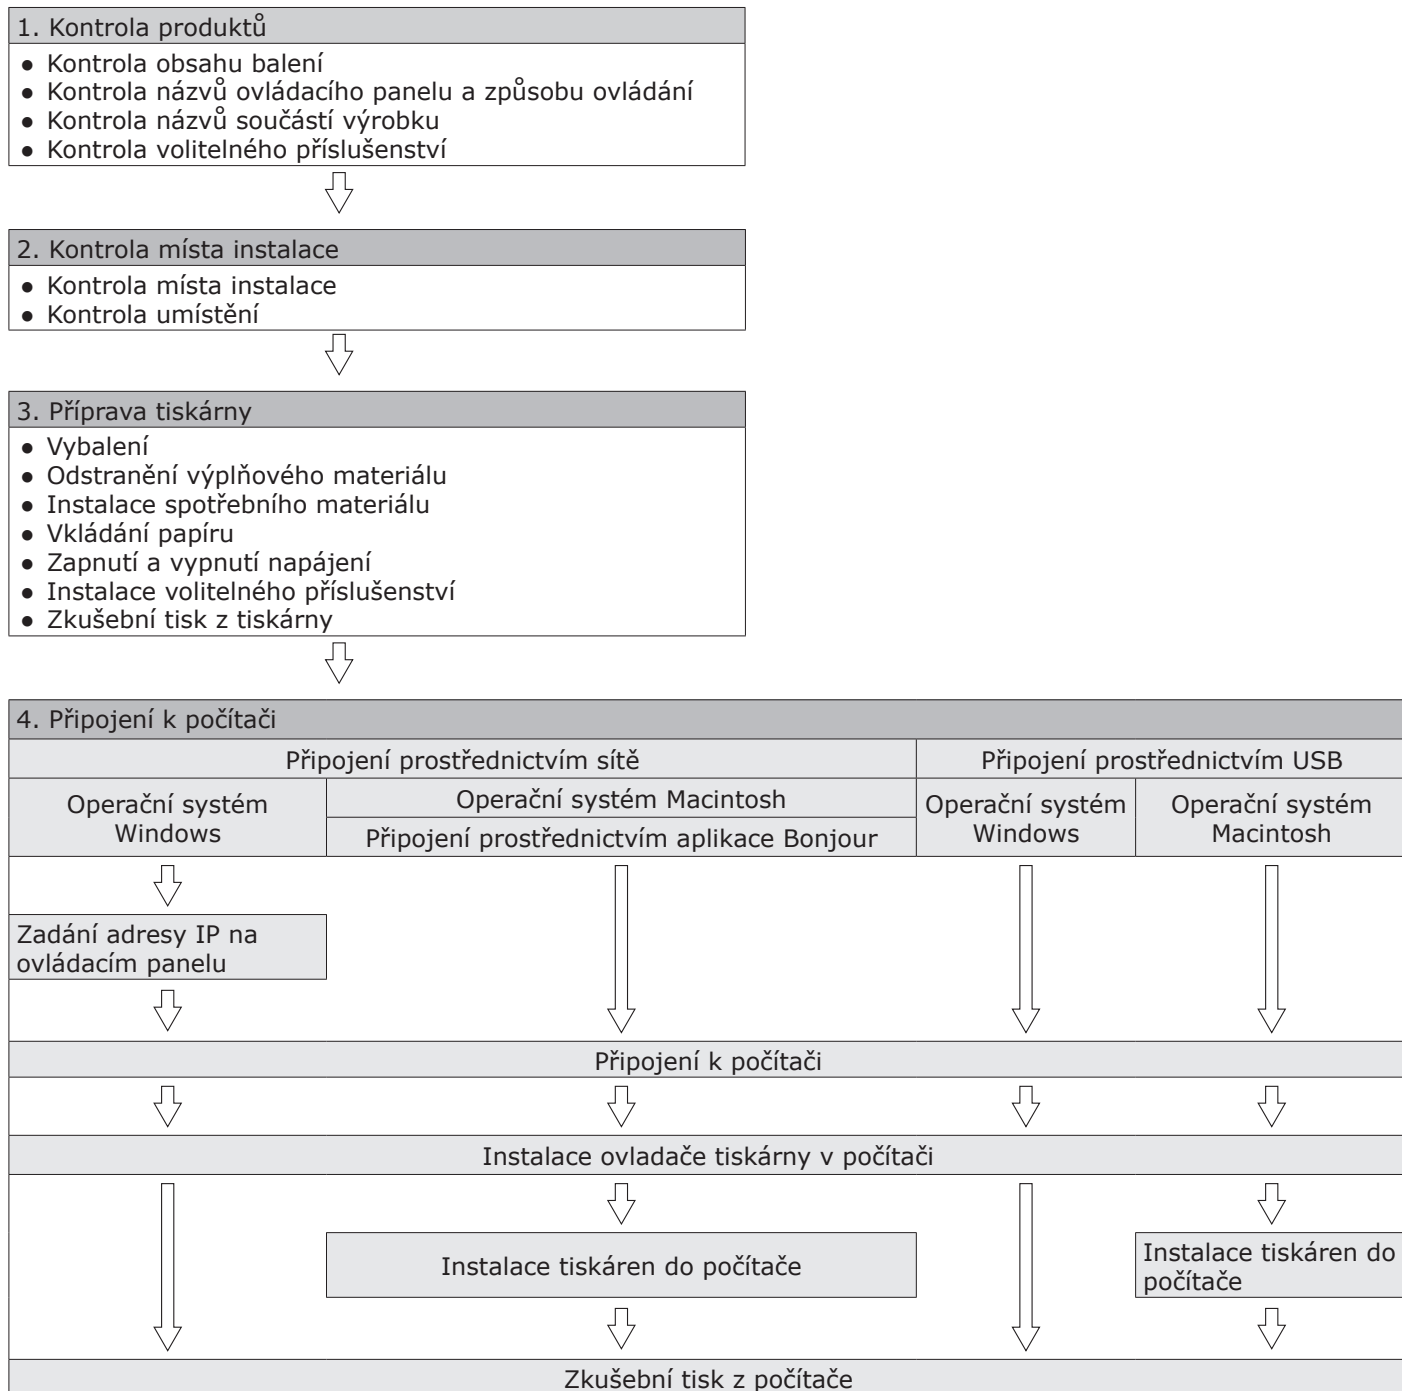 1. Kontrola produktů
● Kontrola obsahu balení
● Kontrola názvů ovládacího panelu a způsobu ovládání
● Kontrola názvů součástí výrobku
● Kontrola volitelného příslušenství
2. Kontrola místa instalace
● Kontrola místa instalace
● Kontrola umístění
3. Příprava tiskárny
● Vybalení
● Odstranění výplňového materiálu
● Instalace spotřebního materiálu
● Vkládání papíru
● Zapnutí a vypnutí napájení
● Instalace volitelného příslušenství
● Zkušební tisk z tiskárny
4. Připojení k počítači
Připojení prostřednictvím sítě
Připojení prostřednictvím USB
Operační systém
Windows
Operační systém Macintosh
Připojení prostřednictvím aplikace Bonjour
Operační systém
Windows
Operační systém
Macintosh
Zadání adresy IP na
ovládacím panelu
Připojení k počítači
Instalace ovladače tiskárny v počítači
Instalace tiskáren do počítače
Instalace tiskáren do
počítače
Zkušební tisk z počítače